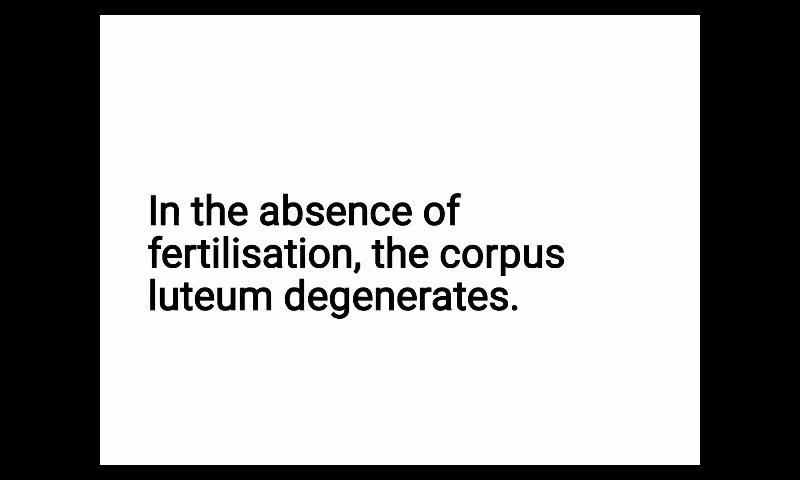 In the absence of
fertilisation, the corpus
luteum degenerates.